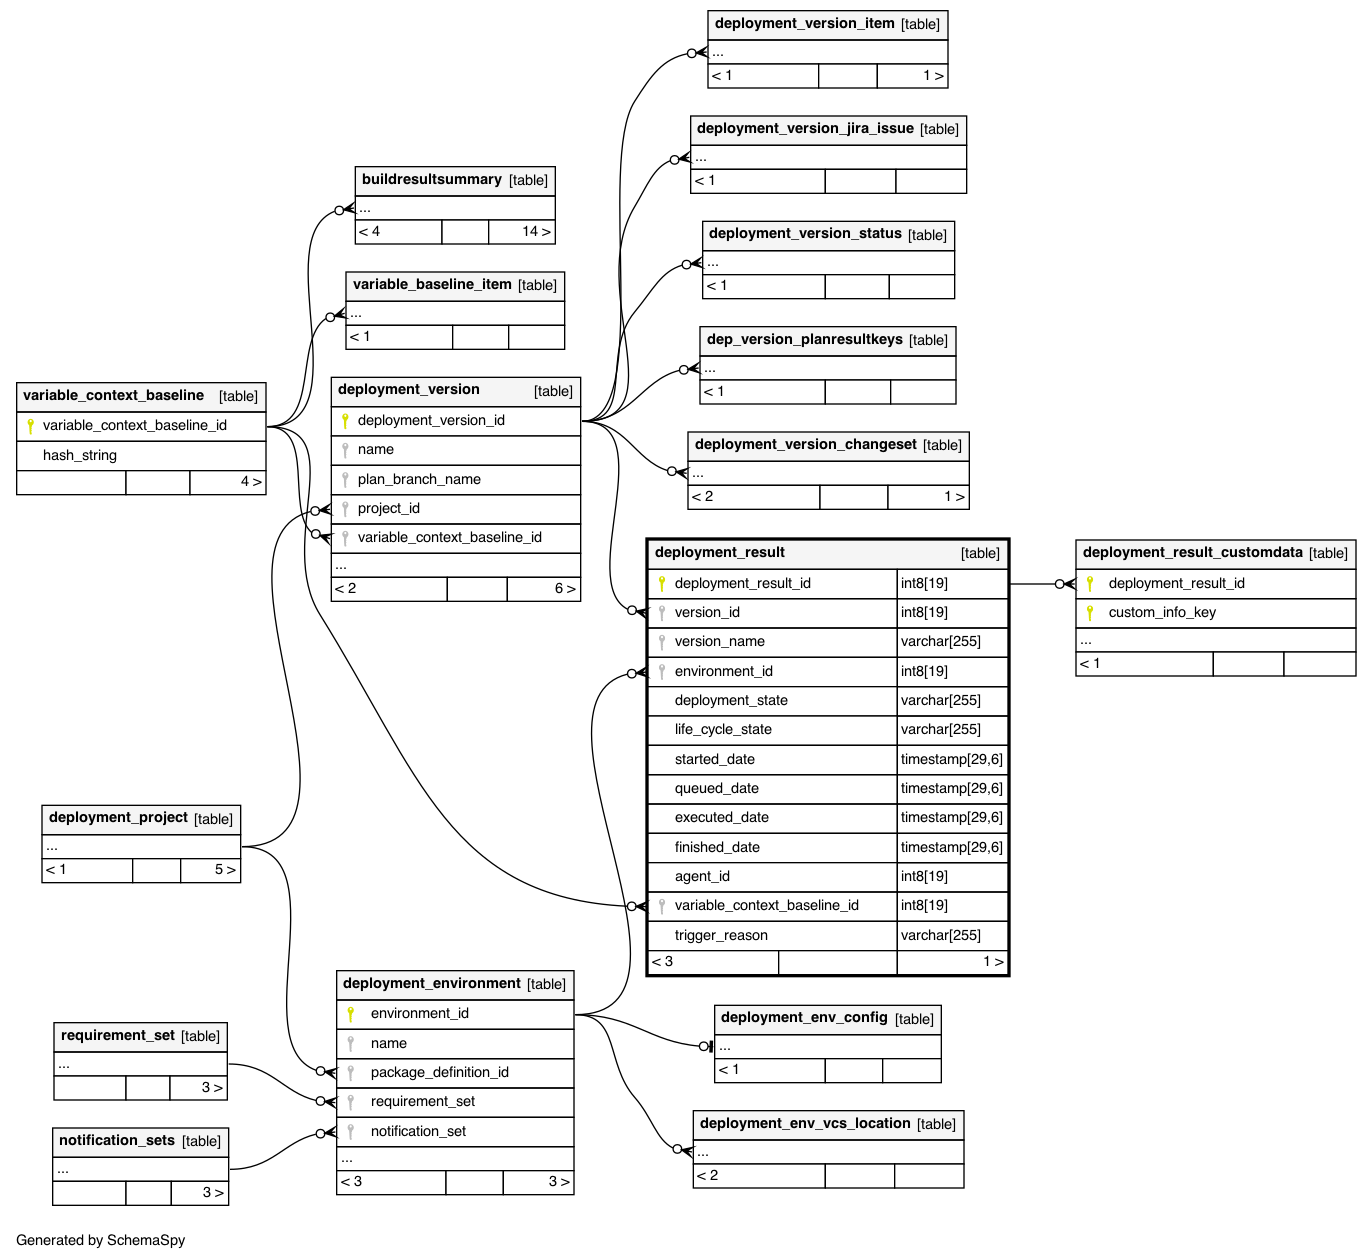 deployment_version_item [table]
...
< 1 1 >
deployment_version_jira_issue [table]
...
< 1
buildresultsummary [table]
...
< 4 14 >
deployment_version_status [table]
...
< 1
variable_baseline_item [table]
...
< 1
dep_version_planresultkeys [table]
...
< 1
variable_context_baseline [table]
variable_context_baseline_id
hash_string
4 >
deployment_version [table]
deployment_version_id
name
plan_branch_name
project_id
variable_context_baseline_id
...
< 2 6 >
deployment_version_changeset [table]
...
< 2 1 >
deployment_result [table]
deployment_result_id int8[19]
version_id int8[19]
version_name varchar[255]
environment_id int8[19]
deployment_state varchar[255]
life_cycle_state varchar[255]
started_date timestamp[29,6]
queued_date timestamp[29,6]
executed_date timestamp[29,6]
finished_date timestamp[29,6]
agent_id int8[19]
variable_context_baseline_id int8[19]
trigger_reason varchar[255]
< 3 1 >
deployment_result_customdata [table]
deployment_result_id
custom_info_key
...
< 1
deployment_project [table]
...
< 1 5 >
deployment_environment [table]
environment_id
name
package_definition_id
requirement_set
notification_set
...
< 3 3 >
requirement_set [table]
...
3 >
notification_sets [table]
...
3 >
deployment_env_config [table]
...
< 1
deployment_env_vcs_location [table]
...
< 2
Generated by SchemaSpy